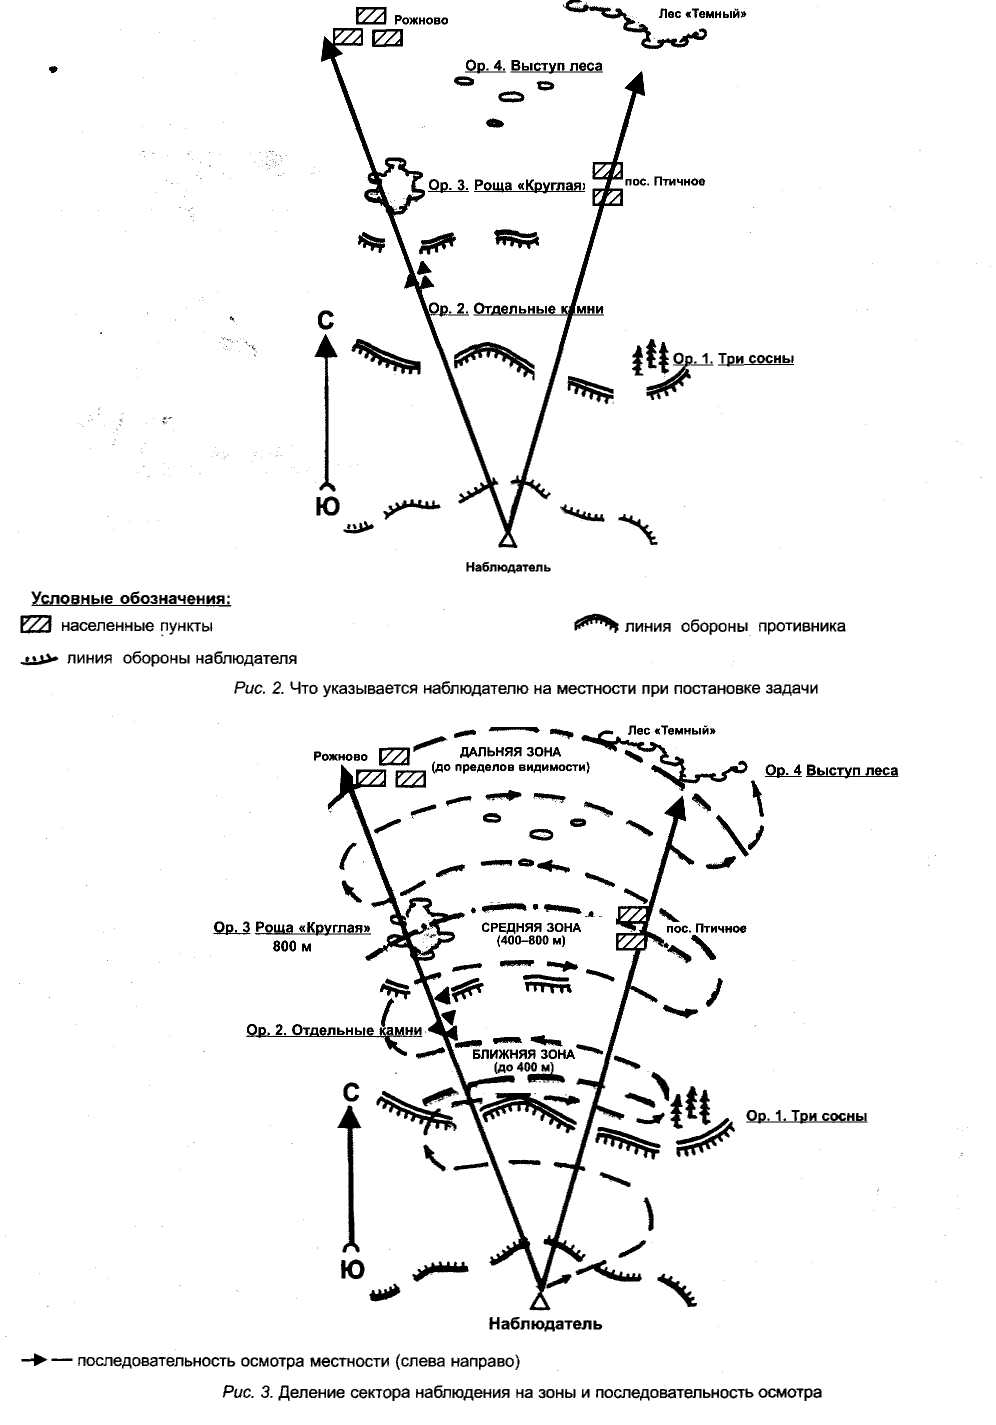 Рожново
Лес «Темный»
Ор. 4. Выступ леса
Ор. 3. Роща «Круглая»
пос. Птичное
Ор. 2. Отдельные камни
С
Ор. 1. Три сосны
Ю
Наблюдатель
Условные обозначения:
населенные пункты
линия обороны противника
линия обороны наблюдателя
Рис. 2. Что указывается наблюдателю на местности при постановке задачи
Лес «Темный»
Рожново
ДАЛЬНЯЯ ЗОНА
(до пределов видимости)
Ор. 4 Выступ леса
Ор. 3 Роща «Круглая»
800 м
СРЕДНЯЯ ЗОНА
(400–800 м)
пос. Птичное
Ор. 2. Отдельные камни
БЛИЖНЯЯ ЗОНА
(до 400 м)
С
Ор. 1. Три сосны
Ю
Наблюдатель
последовательность осмотра местности (слева направо)
Рис. 3. Деление сектора наблюдения на зоны и последовательность осмотра